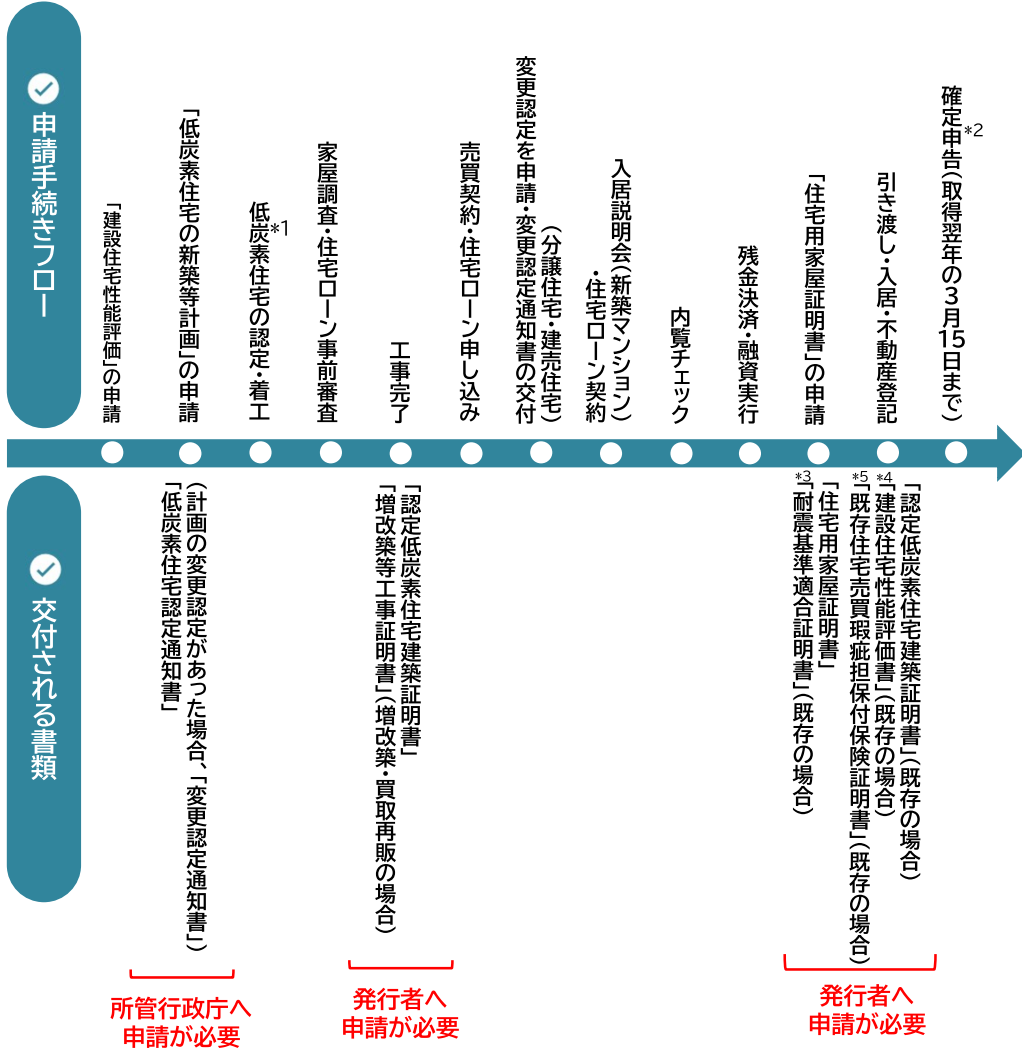 申請手続きフロー
「建設住宅性能評価」の申請
「低炭素住宅の新築等計画」の申請
低炭素住宅の認定・着工
*1
家屋調査・住宅ローン事前審査
工事完了
売買契約・住宅ローン申し込み
変更認定を申請・変更認定通知書の交付
（分譲住宅・建売住宅）
入居説明会（新築マンション）
・住宅ローン契約
内覧チェック
残金決済・融資実行
「住宅用家屋証明書」の申請
引き渡し・入居・不動産登記
確定申告（取得翌年の３月15日まで）
*2
交付される書類
「低炭素住宅認定通知書」
（計画の変更認定があった場合、「変更認定通知書」）
所管行政庁へ
申請が必要
「認定低炭素住宅建築証明書」
「増改築等工事証明書」（増改築・買取再販の場合）
発行者へ
申請が必要
「住宅用家屋証明書」
*3
「耐震基準適合証明書」（既存の場合）
「認定低炭素住宅建築証明書」（既存の場合）
*4
「建設住宅性能評価書」（既存の場合）
*5
「既存住宅売買瑕疵担保付保険証明書」（既存の場合）
発行者へ
申請が必要